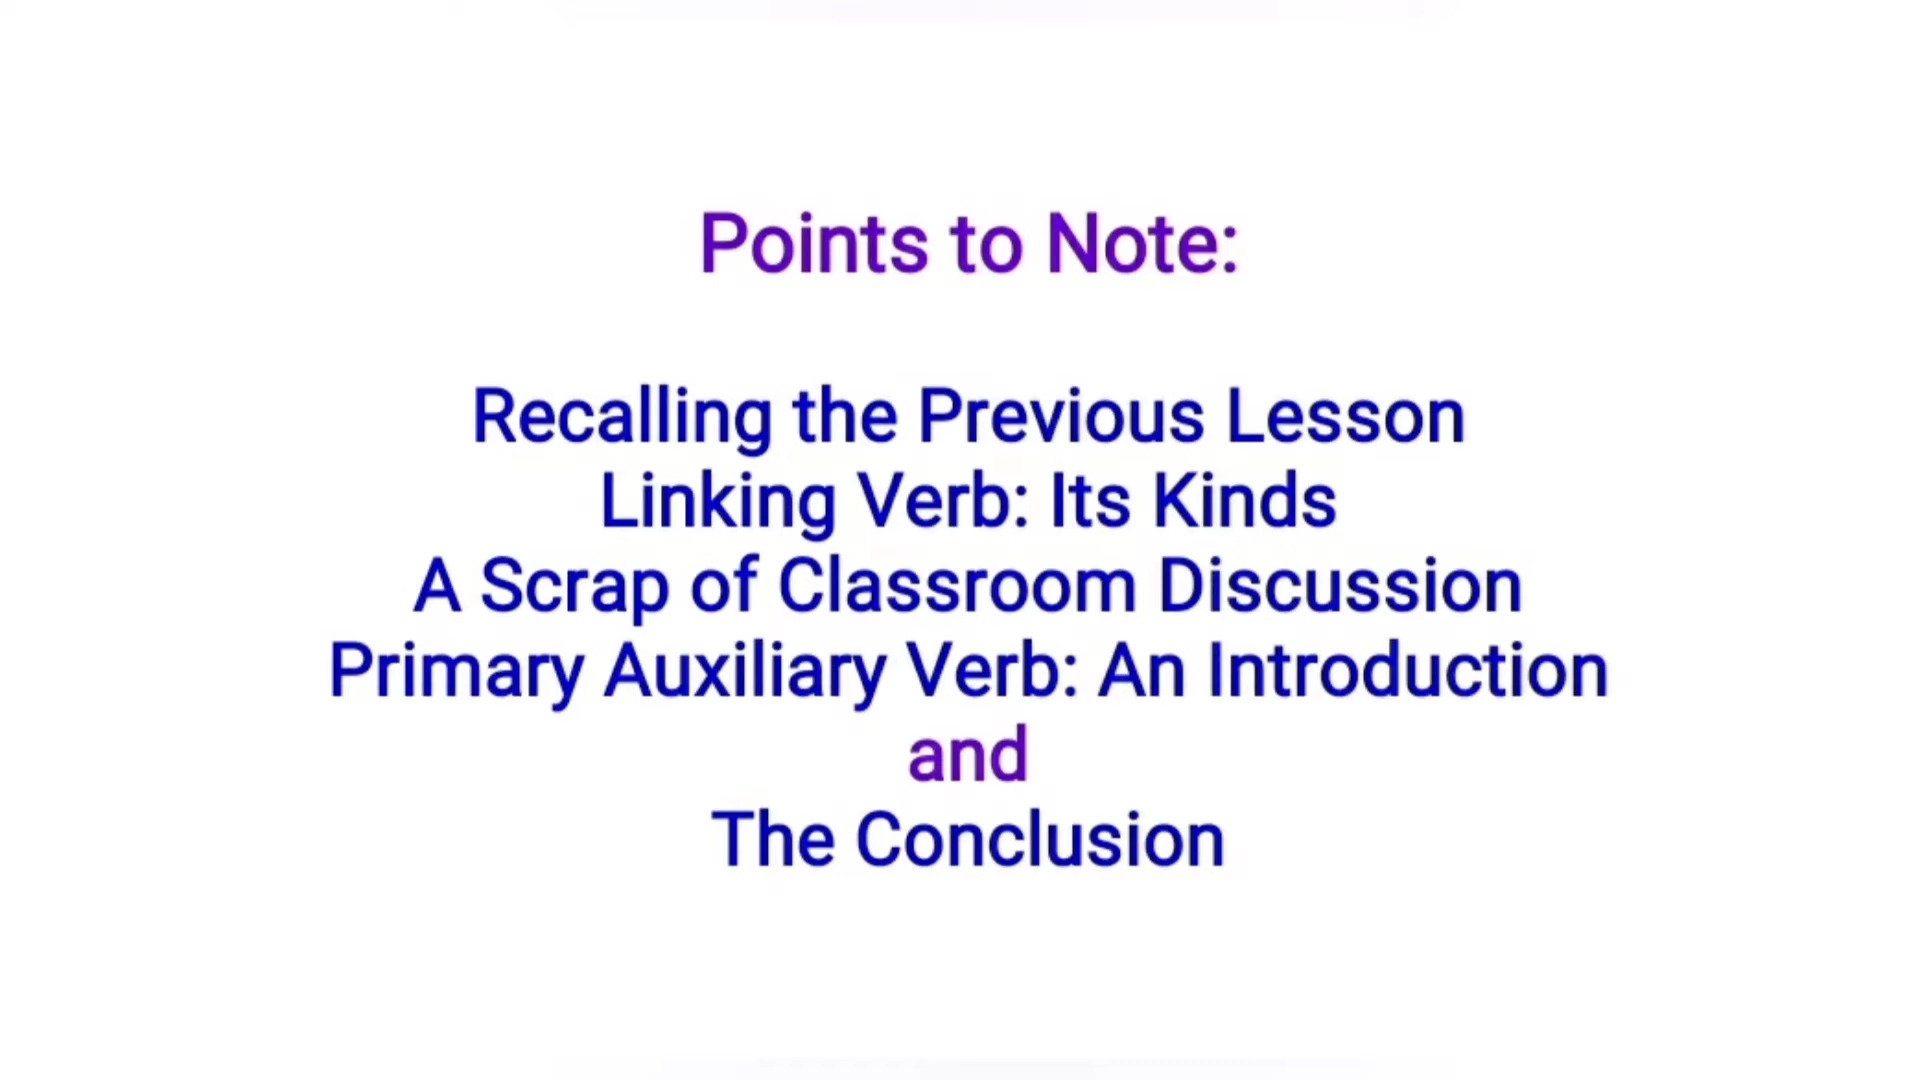 Points to Note:
Recalling the Previous Lesson
Linking Verb: Its Kinds
A Scrap of Classroom Discussion
Primary Auxiliary Verb: An Introduction
and
The Conclusion